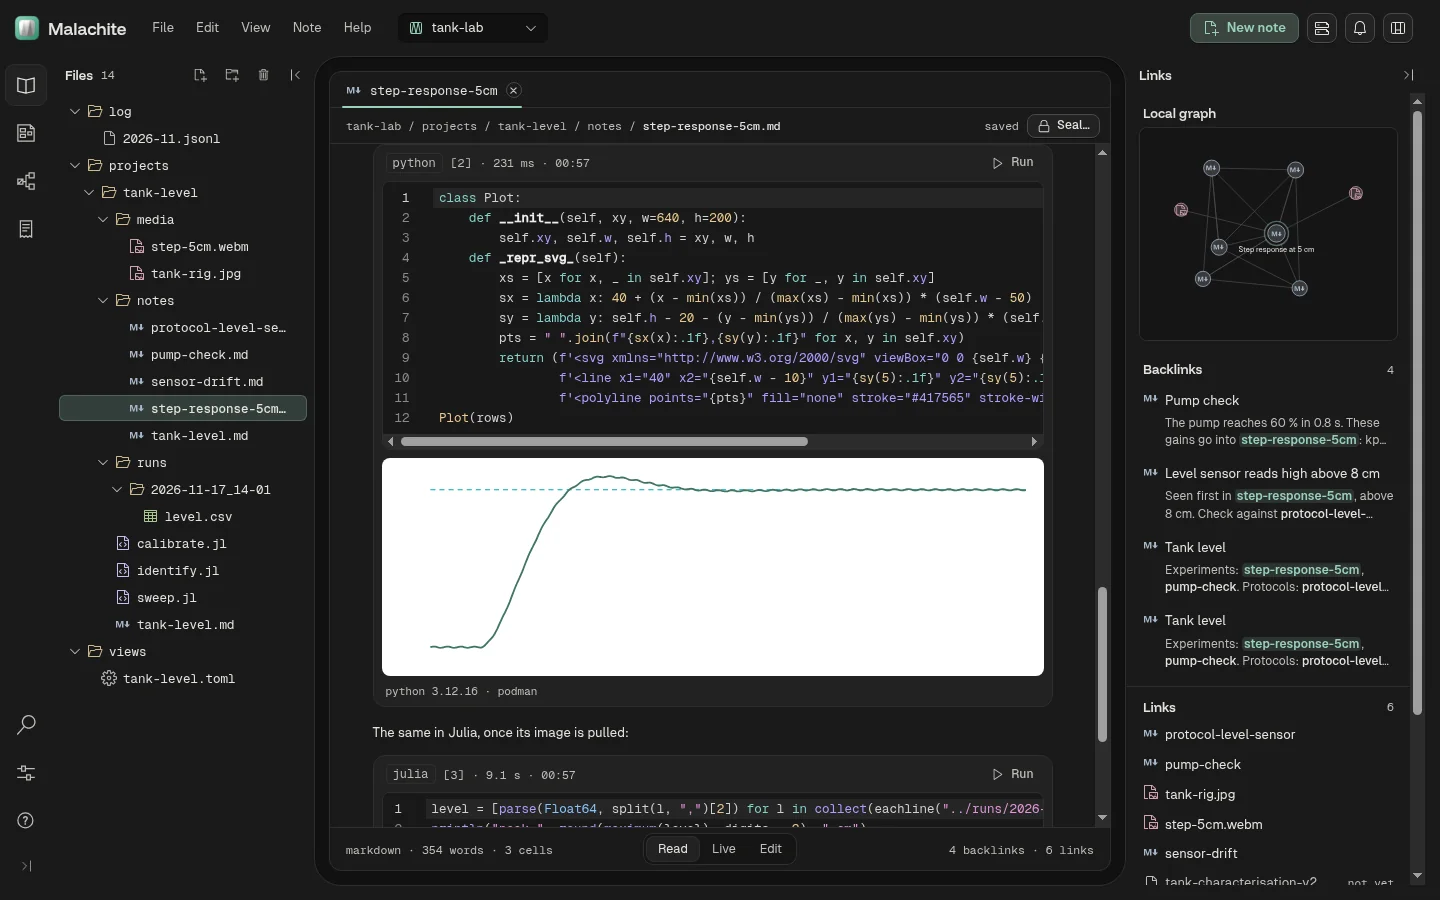 Malachite File Edit View Note Help tank-lab New note
Files 14
log
2026-11.jsonl
projects
tank-level
media
step-5cm.webm
tank-rig.jpg
notes
protocol-level-se…
pump-check.md
sensor-drift.md
step-response-5cm…
tank-level.md
runs
2026-11-17_14-01
level.csv
calibrate.jl
identify.jl
sweep.jl
tank-level.md
views
tank-level.toml
step-response-5cm
tank-lab / projects / tank-level / notes / step-response-5cm.md saved Seal…
python [2] · 231 ms · 00:57 Run
1 class Plot:
2 def __init__(self, xy, w=640, h=200):
3 self.xy, self.w, self.h = xy, w, h
4 def _repr_svg_(self):
5 xs = [x for x, _ in self.xy]; ys = [y for _, y in self.xy]
6 sx = lambda x: 40 + (x - min(xs)) / (max(xs) - min(xs)) * (self.w - 50)
7 sy = lambda y: self.h - 20 - (y - min(ys)) / (max(ys) - min(ys)) * (self.
8 pts = " ".join(f"{sx(x):.1f},{sy(y):.1f}" for x, y in self.xy)
9 return (f'<svg xmlns="http://www.w3.org/2000/svg" viewBox="0 0 {self.w} {
10 f'<line x1="40" x2="{self.w - 10}" y1="{sy(5):.1f}" y2="{sy(5):.1
11 f'<polyline points="{pts}" fill="none" stroke="#417565" stroke-wi
12 Plot(rows)
python 3.12.16 · podman
The same in Julia, once its image is pulled:
julia [3] · 9.1 s · 00:57 Run
1 level = [parse(Float64, split(l, ",")[2]) for l in collect(eachline("../runs/2026-
markdown · 354 words · 3 cells Read Live Edit 4 backlinks · 6 links
Links
Local graph
M↓ M↓
M↓ M↓
Step response at 5 cm
M↓ M↓
Backlinks 4
Pump check
The pump reaches 60 % in 0.8 s. These
gains go into step-response-5cm: kp…
Level sensor reads high above 8 cm
Seen first in step-response-5cm, above
8 cm. Check against protocol-level-…
Tank level
Experiments: step-response-5cm,
pump-check. Protocols: protocol-level…
Tank level
Experiments: step-response-5cm,
pump-check. Protocols: protocol-level…
Links 6
protocol-level-sensor
pump-check
tank-rig.jpg
step-5cm.webm
sensor-drift
tank-characterisation-v2 not yet